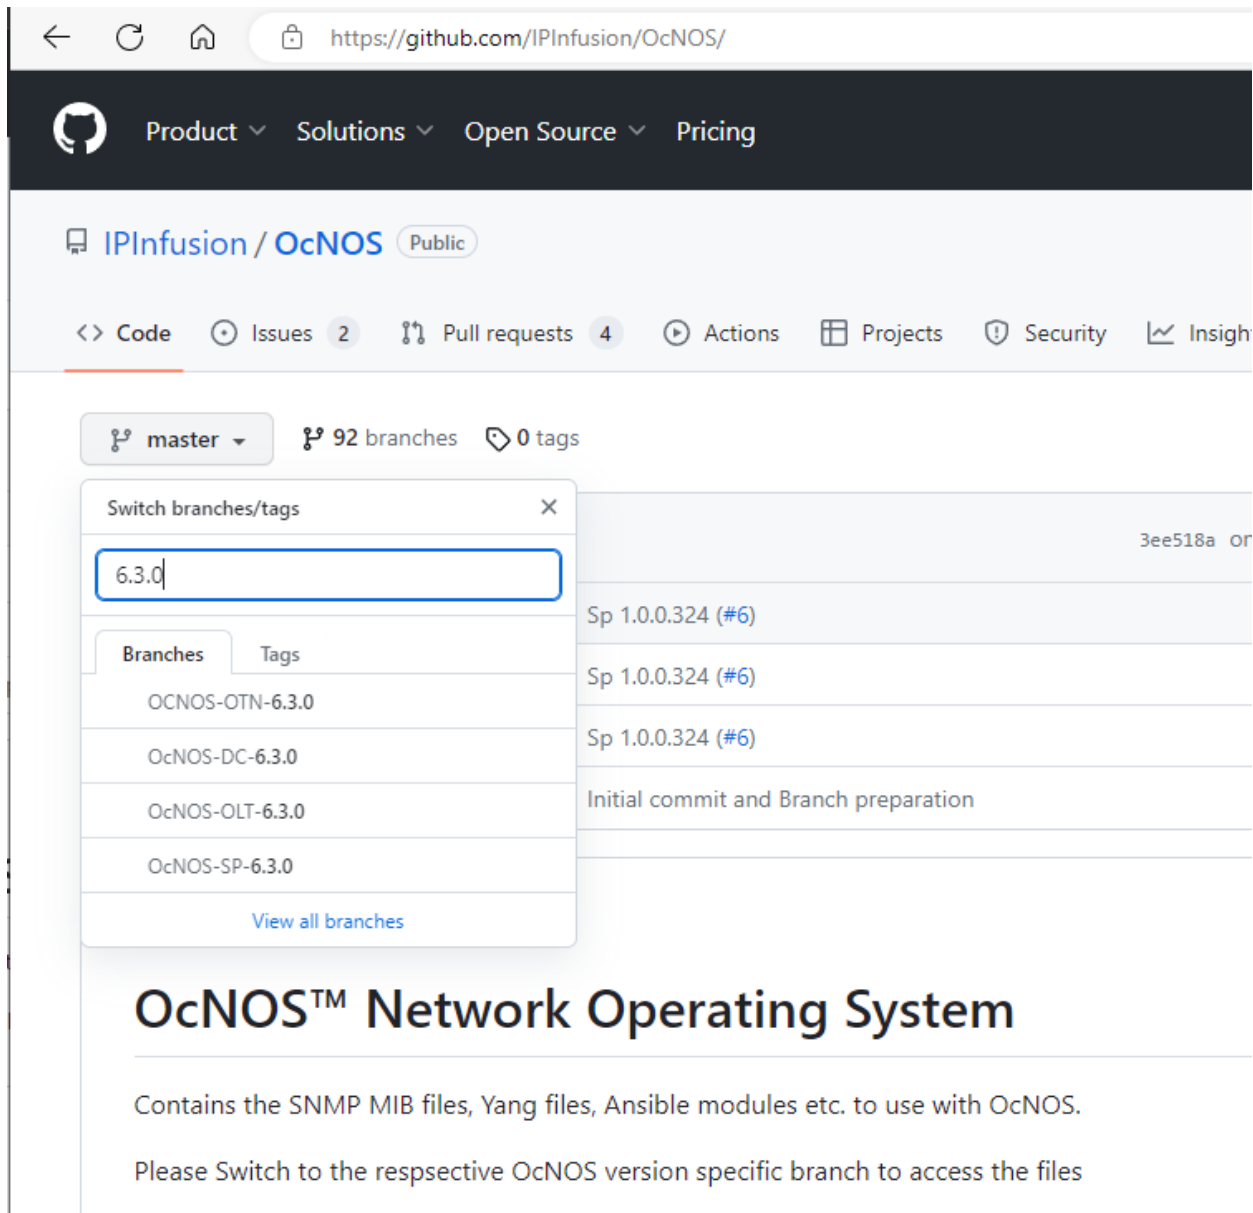 https://github.com/IPInfusion/OcNOS/
Product Solutions Open Source Pricing
IPInfusion / OcNOS Public
<> Code Issues 2 Pull requests 4 Actions Projects Security Insight
master 92 branches 0 tags
Switch branches/tags
3ee518a on
6.3.0
Sp 1.0.0.324 (#6)
Branches Tags
Sp 1.0.0.324 (#6)
OCNOS-OTN-6.3.0
Sp 1.0.0.324 (#6)
OcNOS-DC-6.3.0
Initial commit and Branch preparation
OcNOS-OLT-6.3.0
OcNOS-SP-6.3.0
View all branches
OcNOS™ Network Operating System
Contains the SNMP MIB files, Yang files, Ansible modules etc. to use with OcNOS.
Please Switch to the respsective OcNOS version specific branch to access the files